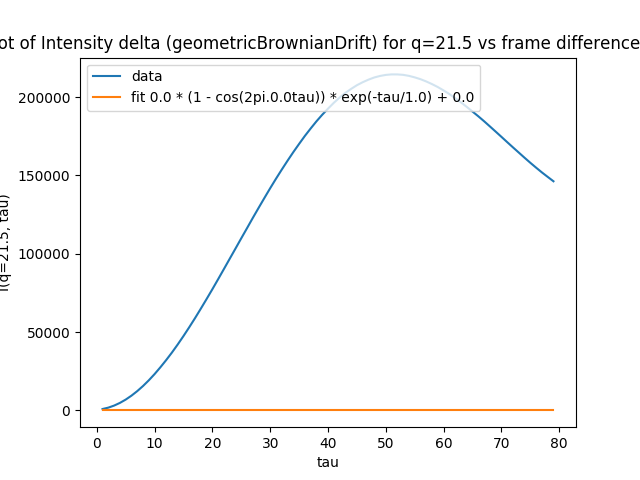 ot of Intensity delta (geometricBrownianDrift) for q=21.5 vs frame difference
data
fit 0.0 * (1 - cos(2pi.0.0tau)) * exp(-tau/1.0) + 0.0
200000
150000
100000
50000
0
(q=21.5, tau)
0 10 20 30 40 50 60 70 80
tau